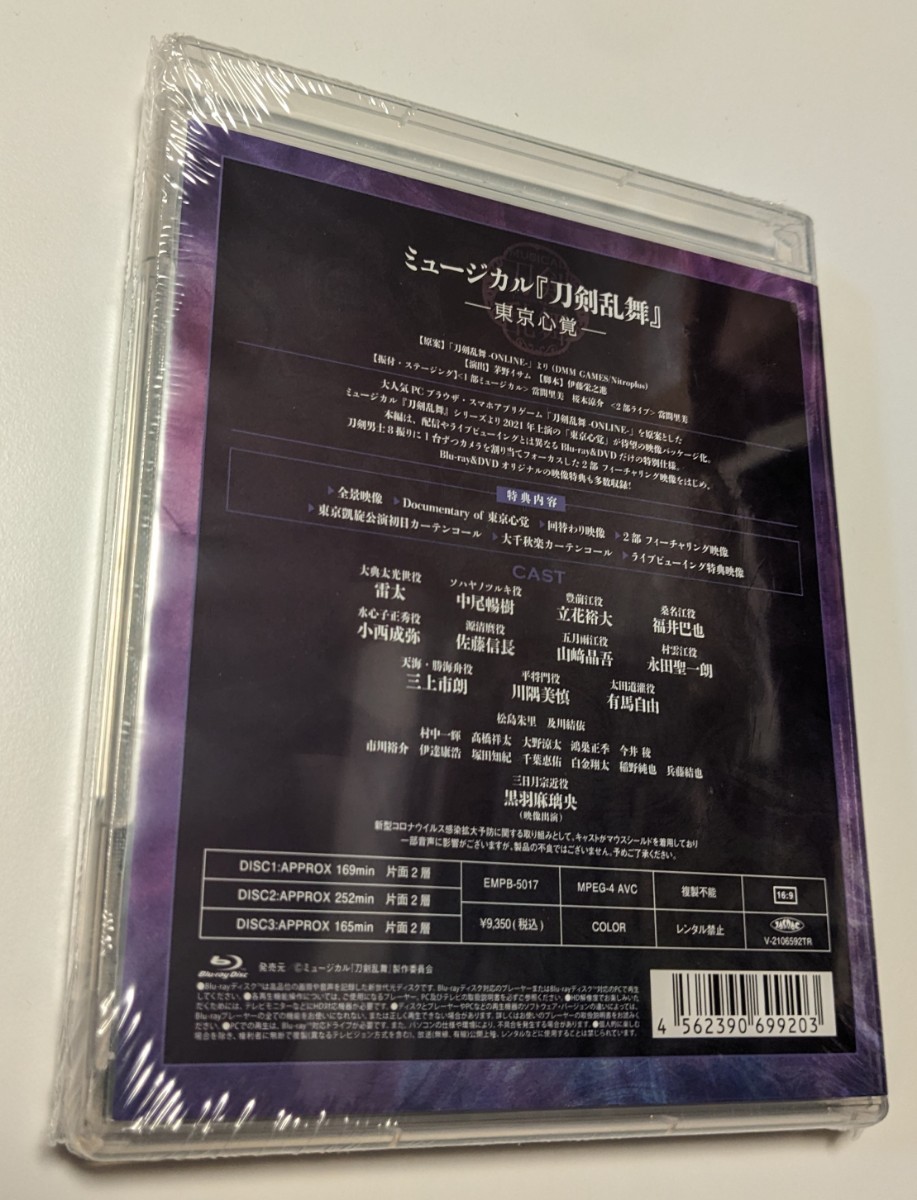 ミュージカル『刀剣乱舞』
―東京心覚―
【原案】「刀剣乱舞-ONLINE-」より(DMM GAMES/Nitroplus)
【演出】茅野イサム 【脚本】伊藤栄之進
【振付・ステージング】<1部ミュージカル> 當間里美 桜木涼介 <2部ライブ> 當間里美
大人気PCブラウザ・スマホアプリゲーム「刀剣乱舞-ONLINE-」を原案とした
ミュージカル『刀剣乱舞』シリーズより2021年上演の「東京心覚」が待望の映像パッケージ化。
本編は、配信やライブビューイングとは異なるBlu-ray&DVDだけの特別仕様。
刀剣男士8振りに1台ずつカメラを割り当てフォーカスした2部 フィーチャリング映像をはじめ。
Blu-ray&DVDオリジナルの映像特典も多数収録!
特典内容
▶全景映像 ▶Documentary of 東京心覚 ▶回替わり映像 ▶2部 フィーチャリング映像
▶東京凱旋公演初日カーテンコール ▶大千秋楽カーテンコール ▶ライブビューイング特典映像
CAST
大典太光世役 ソハヤノツルキ役 豊前江役 桑名江役
雷太 中尾暢樹 立花裕大 福井巴也
水心子正秀役 源清麿役 五月雨江役 村雲江役
小西成弥 佐藤信長 山﨑晶吾 永田聖一朗
天海・勝海舟役 平将門役 太田道灌役
三上市朗 川隅美慎 有馬自由
松島朱里 及川結依
村中一輝 髙橋祥太 大野涼太 鴻巣正季 今井稜
市川裕介 伊達康浩 塚田知紀 千葉恵佑 白金翔太 稲野純也 兵藤結也
三日月宗近役
黒羽麻璃央
(映像出演)
新型コロナウイルス感染拡大予防に関する取り組みとして、キャストがマウスシールドを着用しており
一部音声に影響がございますが、製品の不良ではございません。予めご了承ください。
DISC1:APPROX 169min 片面2層
DISC2:APPROX 252min 片面2層
DISC3:APPROX 165min 片面2層
EMPB-5017 MPEG-4 AVC 複製不能 16:9
¥9,350(税込) COLOR レンタル禁止
V-2106592TR
Blu-ray Disc 発売元/©ミュージカル『刀剣乱舞』製作委員会
4 562390 699203